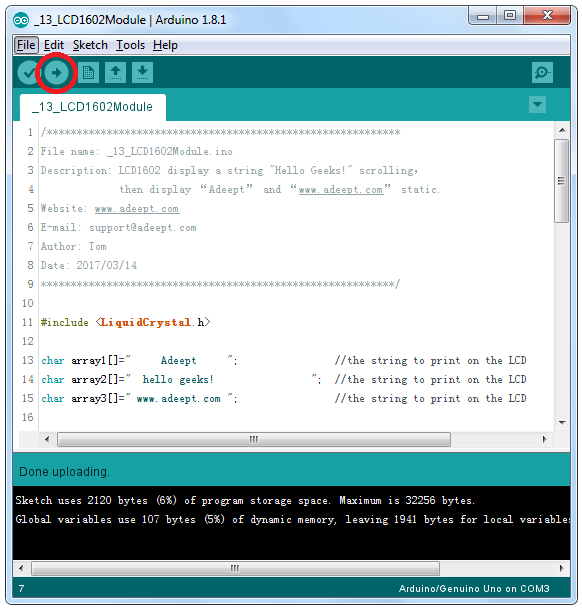 _13_LCD1602Module | Arduino 1.8.1
File Edit Sketch Tools Help
_13_LCD1602Module
1 /***********************************************************
2 File name: _13_LCD1602Module.ino
3 Description: LCD1602 display a string "Hello Geeks!" scrolling,
4 then display “Adeept” and “www.adeept.com” static.
5 Website: www.adeept.com
6 E-mail: support@adeept.com
7 Author: Tom
8 Date: 2017/03/14
9 ***********************************************************/
10
11 #include <LiquidCrystal.h>
12
13 char array1[]="     Adeept     ";                //the string to print on the LCD
14 char array2[]="  hello geeks!                "; //the string to print on the LCD
15 char array3[]=" www.adeept.com ";                //the string to print on the LCD
16
Done uploading.
Sketch uses 2120 bytes (6%) of program storage space. Maximum is 32256 bytes.
Global variables use 107 bytes (5%) of dynamic memory, leaving 1941 bytes for local variables
7 Arduino/Genuino Uno on COM3